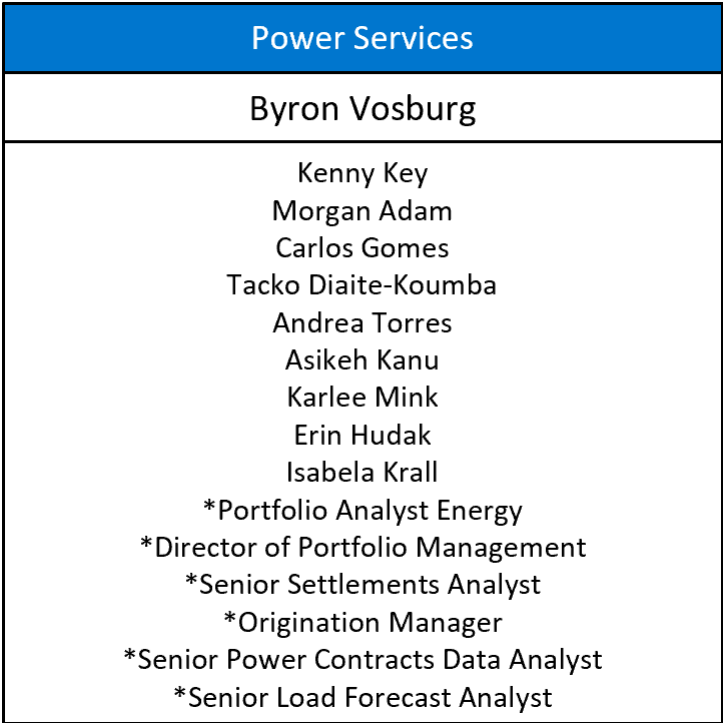 Power Services
Byron Vosburg
Kenny Key
Morgan Adam
Carlos Gomes
Tacko Diaite-Koumba
Andrea Torres
Asikeh Kanu
Karlee Mink
Erin Hudak
Isabela Krall
*Portfolio Analyst Energy
*Director of Portfolio Management
*Senior Settlements Analyst
*Origination Manager
*Senior Power Contracts Data Analyst
*Senior Load Forecast Analyst